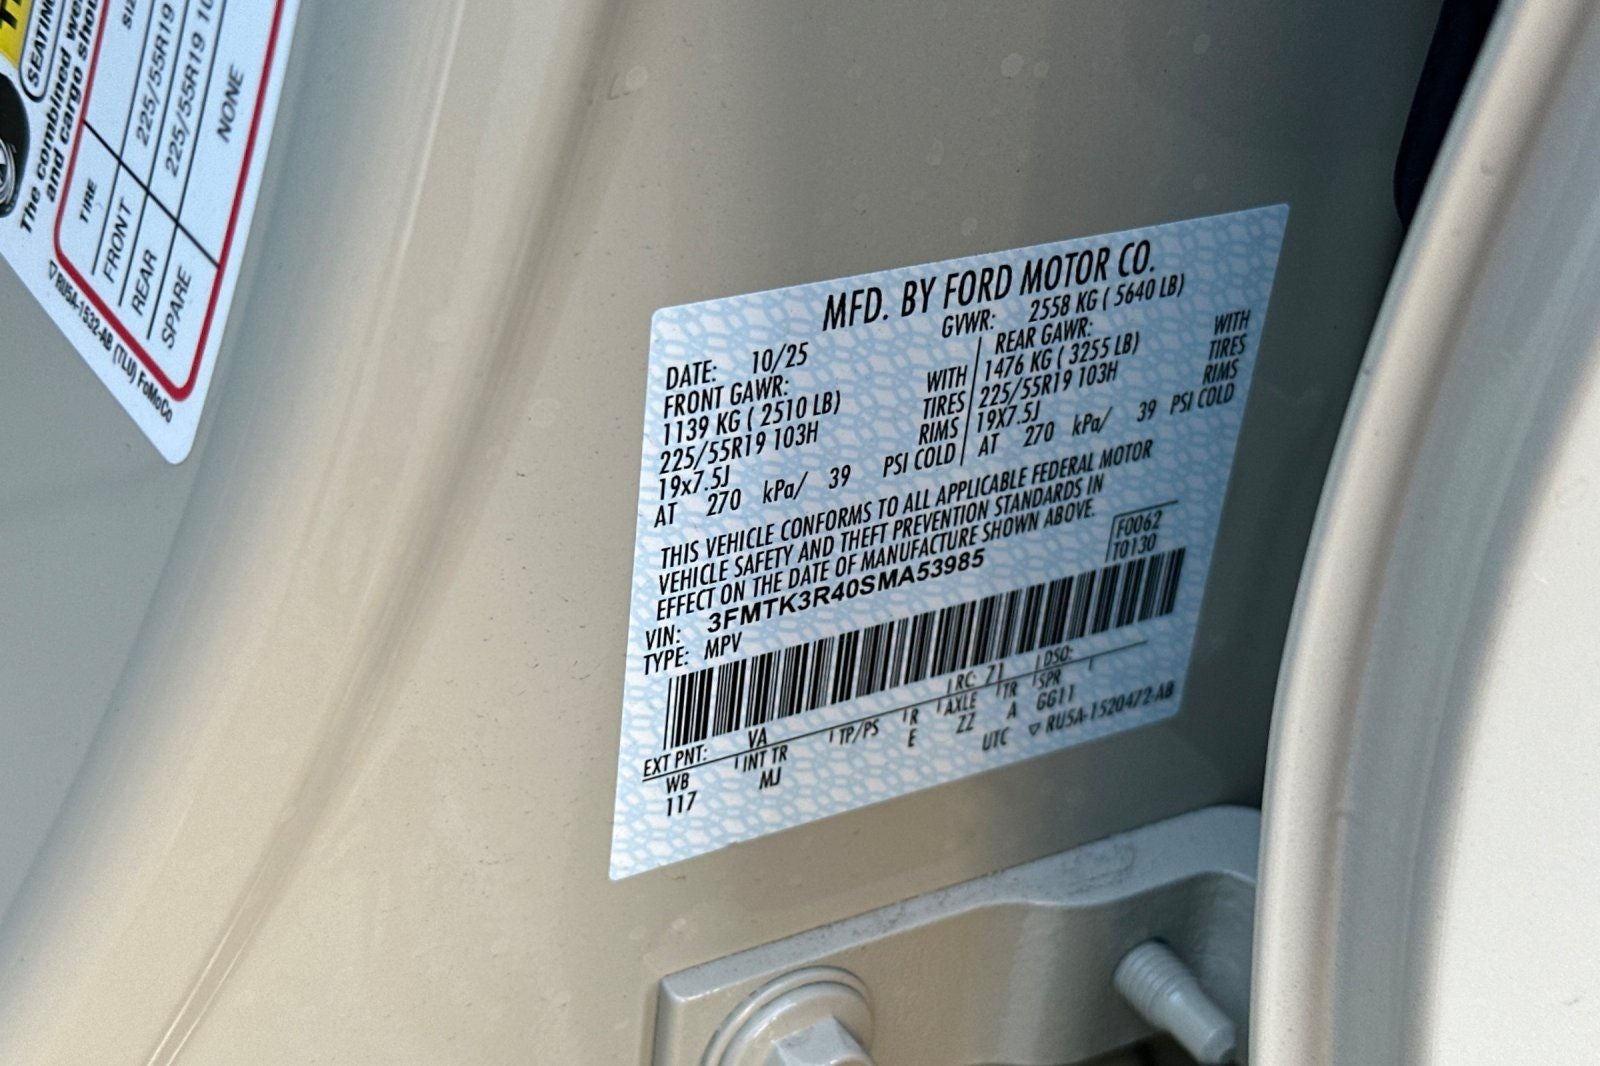 SEATING
The combined we
and cargo shou
TIRE
FRONT 225/55R19
REAR 225/55R19 10
SPARE NONE
RU5A-1532-AB (TLU) FoMoCo
MFD. BY FORD MOTOR CO.
DATE: 10/25 GVWR: 2558 KG ( 5640 LB)
FRONT GAWR: REAR GAWR:
1139 KG ( 2510 LB) WITH 1476 KG ( 3255 LB) WITH
225/55R19 103H TIRES 225/55R19 103H TIRES
19x7.5J RIMS 19X7.5J RIMS
AT 270 kPa/ 39 PSI COLD AT 270 kPa/ 39 PSI COLD
THIS VEHICLE CONFORMS TO ALL APPLICABLE FEDERAL MOTOR
VEHICLE SAFETY AND THEFT PREVENTION STANDARDS IN
EFFECT ON THE DATE OF MANUFACTURE SHOWN ABOVE.
F0062
T0130
VIN: 3FMTK3R40SMA53985
TYPE: MPV
EXT PNT: VA RC: 71 DSO:
WB INT TR TP/PS R AXLE TR SPR
117 MJ E ZZ A GG11
UTC RU5A-1520472-AB